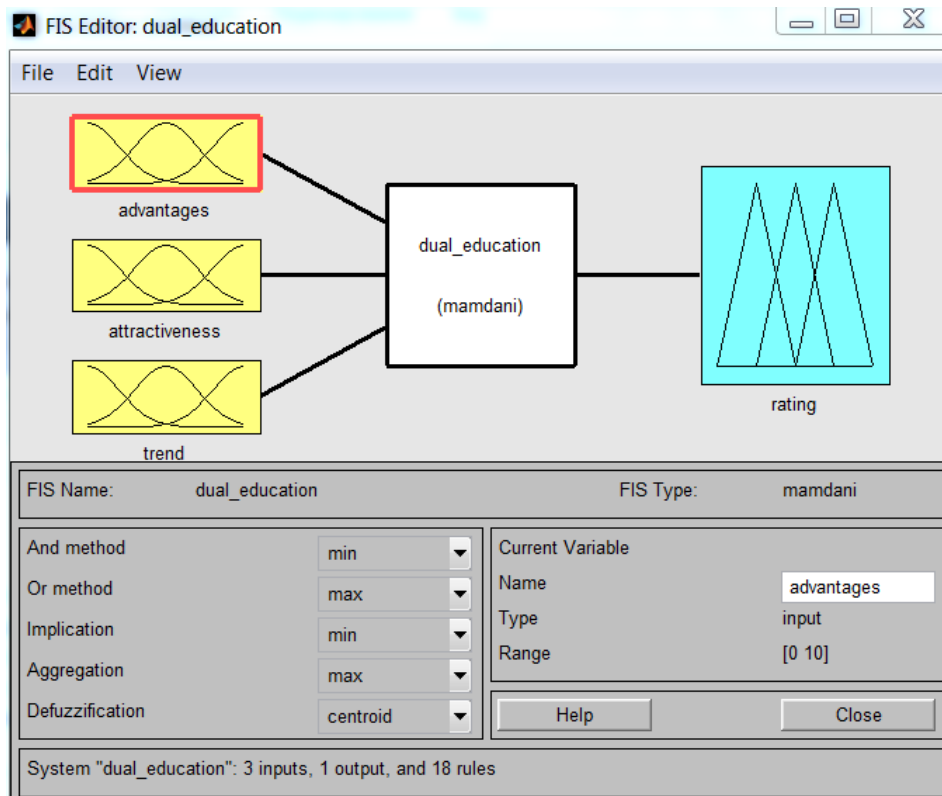 FIS Editor: dual_education
File Edit View
advantages
attractiveness
trend
dual_education
(mamdani)
rating
FIS Name: dual_education FIS Type: mamdani
And method min
Or method max
Implication min
Aggregation max
Defuzzification centroid
Current Variable
Name advantages
Type input
Range [0 10]
Help Close
System "dual_education": 3 inputs, 1 output, and 18 rules